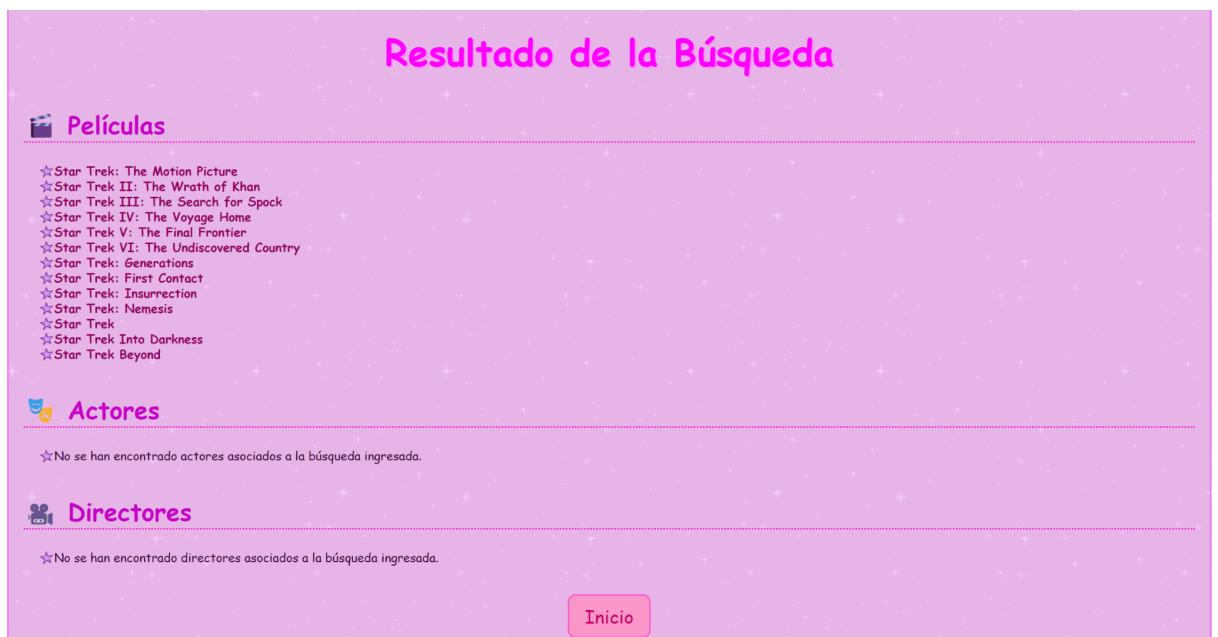 Resultado de la Búsqueda
Películas
Star Trek: The Motion Picture
Star Trek II: The Wrath of Khan
Star Trek III: The Search for Spock
Star Trek IV: The Voyage Home
Star Trek V: The Final Frontier
Star Trek VI: The Undiscovered Country
Star Trek: Generations
Star Trek: First Contact
Star Trek: Insurrection
Star Trek: Nemesis
Star Trek
Star Trek Into Darkness
Star Trek Beyond
Actores
No se han encontrado actores asociados a la búsqueda ingresada.
Directores
No se han encontrado directores asociados a la búsqueda ingresada.
Inicio